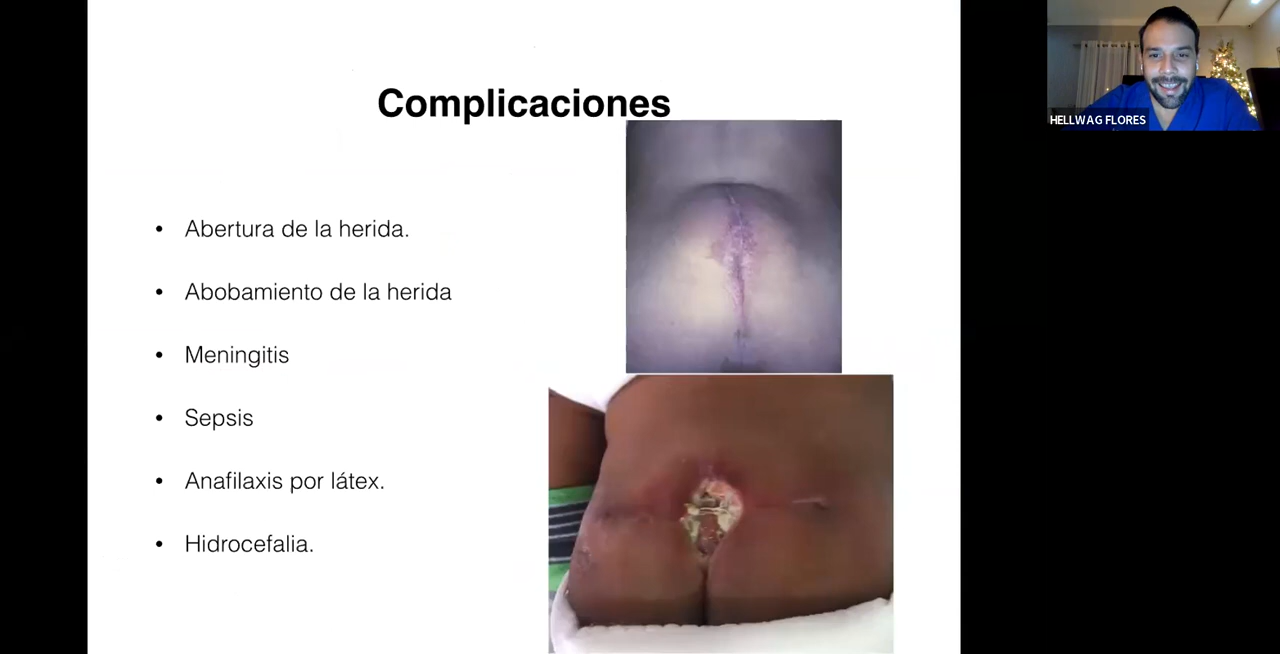 Complicaciones
HELLWAG FLORES
• Abertura de la herida.
• Abobamiento de la herida
• Meningitis
• Sepsis
• Anafilaxis por látex.
• Hidrocefalia.